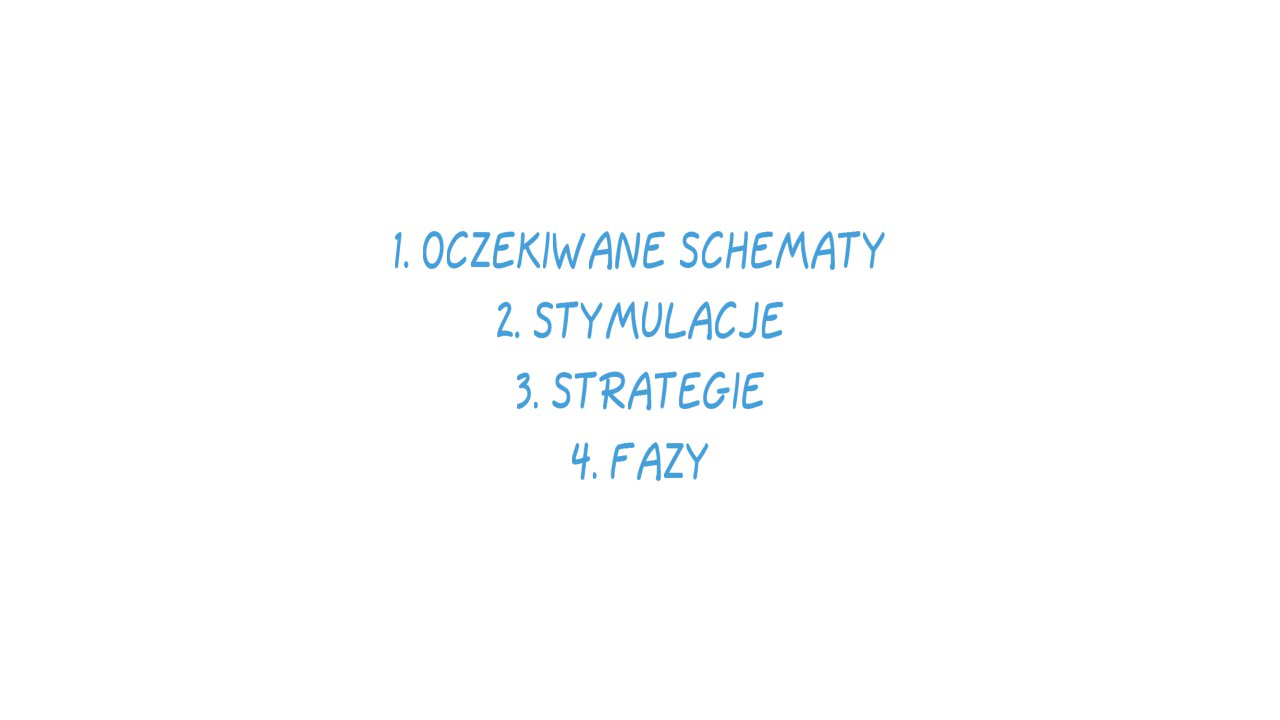 1. OCZEKIWANE SCHEMATY
2. STYMULACJE
3. STRATEGIE
4. FAZY